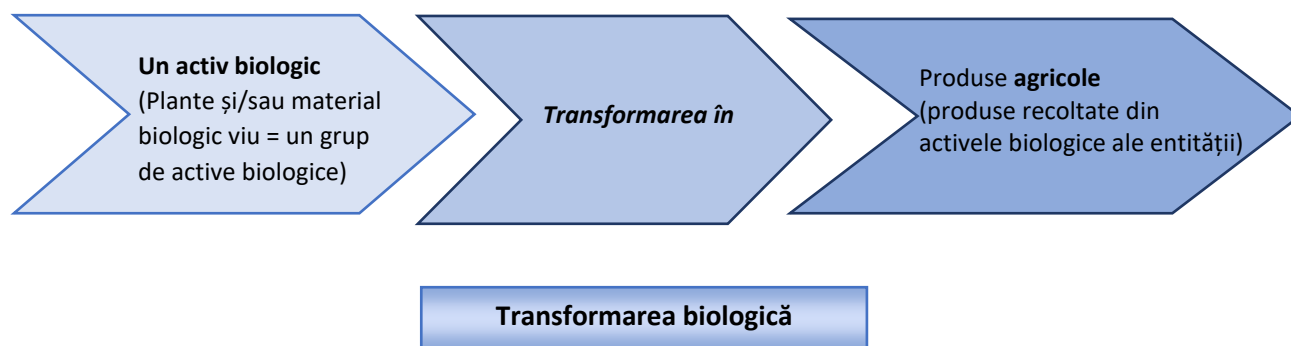 Un activ biologic
(Plante și/sau material
biologic viu = un grup
de active biologice)
Transformarea în
Produse agricole
(produse recoltate din
activele biologice ale entității)
Transformarea biologică